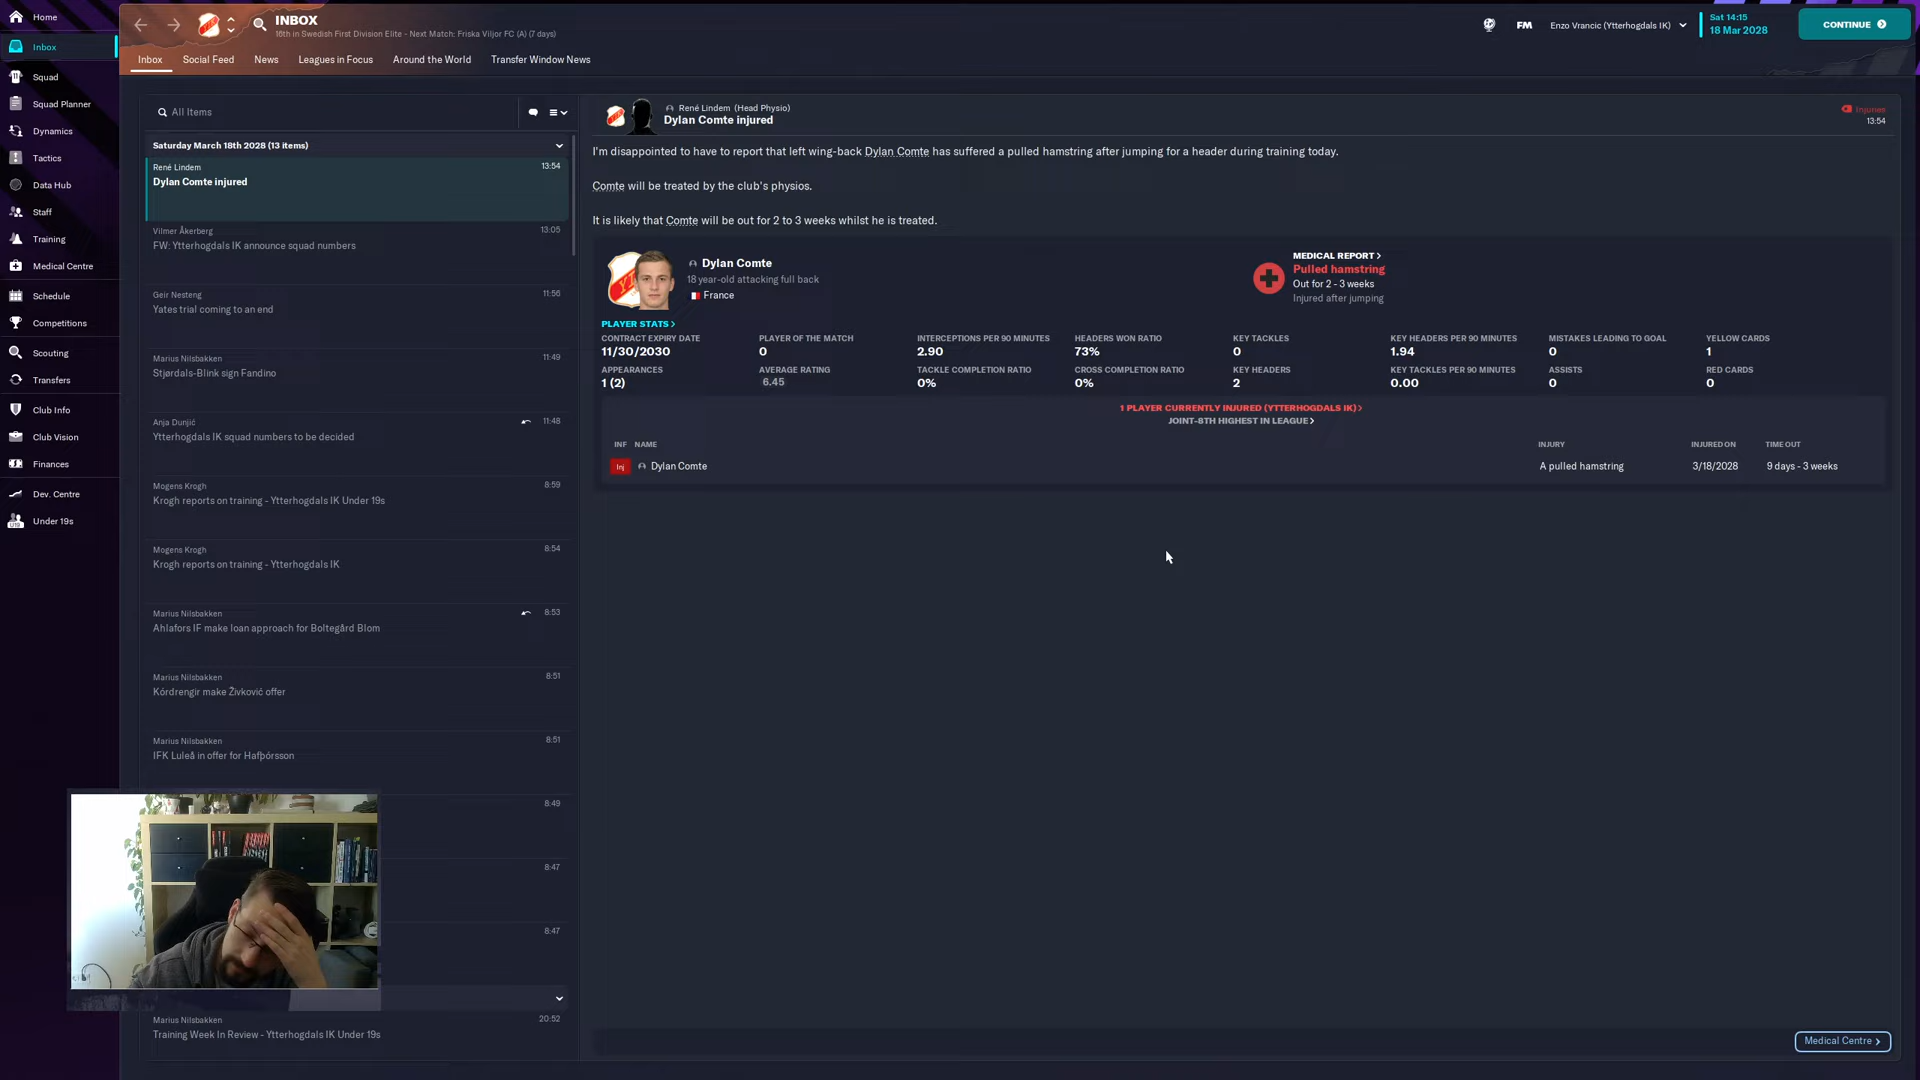 Home
Inbox
Squad
Squad Planner
Dynamics
Tactics
Data Hub
Staff
Training
Medical Centre
Schedule
Competitions
Scouting
Transfers
Club Info
Club Vision
Finances
Dev. Centre
Under 19s
INBOX
16th in Swedish First Division Elite - Next Match: Friska Viljor FC (A) (7 days)
FM
Enzo Vrancic (Ytterhogdals IK)
Sat 14:15
18 Mar 2028
CONTINUE
Inbox Social Feed News Leagues in Focus Around the World Transfer Window News
All Items
Saturday March 18th 2028 (13 items)
René Lindem 13:54
Dylan Comte injured
Vilmer Åkerberg 13:05
FW: Ytterhogdals IK announce squad numbers
Geir Nesteng 11:56
Yates trial coming to an end
Marius Nilsbakken 11:49
Stjørdals-Blink sign Fandino
Anja Dunjić 11:48
Ytterhogdals IK squad numbers to be decided
Mogens Krogh 8:59
Krogh reports on training - Ytterhogdals IK Under 19s
Mogens Krogh 8:54
Krogh reports on training - Ytterhogdals IK
Marius Nilsbakken 8:53
Ahlafors IF make loan approach for Boltegård Blom
Marius Nilsbakken 8:51
Kórdrengir make Živković offer
Marius Nilsbakken 8:51
IFK Luleå in offer for Hafþórsson
8:49
8:47
8:47
Marius Nilsbakken 20:52
Training Week In Review - Ytterhogdals IK Under 19s
René Lindem (Head Physio)
Dylan Comte injured
Injuries
13:54
I'm disappointed to have to report that left wing-back Dylan Comte has suffered a pulled hamstring after jumping for a header during training today.
Comte will be treated by the club's physios.
It is likely that Comte will be out for 2 to 3 weeks whilst he is treated.
Dylan Comte
18 year-old attacking full back
France
MEDICAL REPORT >
Pulled hamstring
Out for 2 - 3 weeks
Injured after jumping
PLAYER STATS >
CONTRACT EXPIRY DATE PLAYER OF THE MATCH INTERCEPTIONS PER 90 MINUTES HEADERS WON RATIO KEY TACKLES KEY HEADERS PER 90 MINUTES MISTAKES LEADING TO GOAL YELLOW CARDS
11/30/2030 0 2.90 73% 0 1.94 0 1
APPEARANCES AVERAGE RATING TACKLE COMPLETION RATIO CROSS COMPLETION RATIO KEY HEADERS KEY TACKLES PER 90 MINUTES ASSISTS RED CARDS
1 (2) 6.45 0% 0% 2 0.00 0 0
1 PLAYER CURRENTLY INJURED (YTTERHOGDALS IK) >
JOINT-8TH HIGHEST IN LEAGUE >
INF NAME INJURY INJURED ON TIME OUT
Inj Dylan Comte A pulled hamstring 3/18/2028 9 days - 3 weeks
Medical Centre >